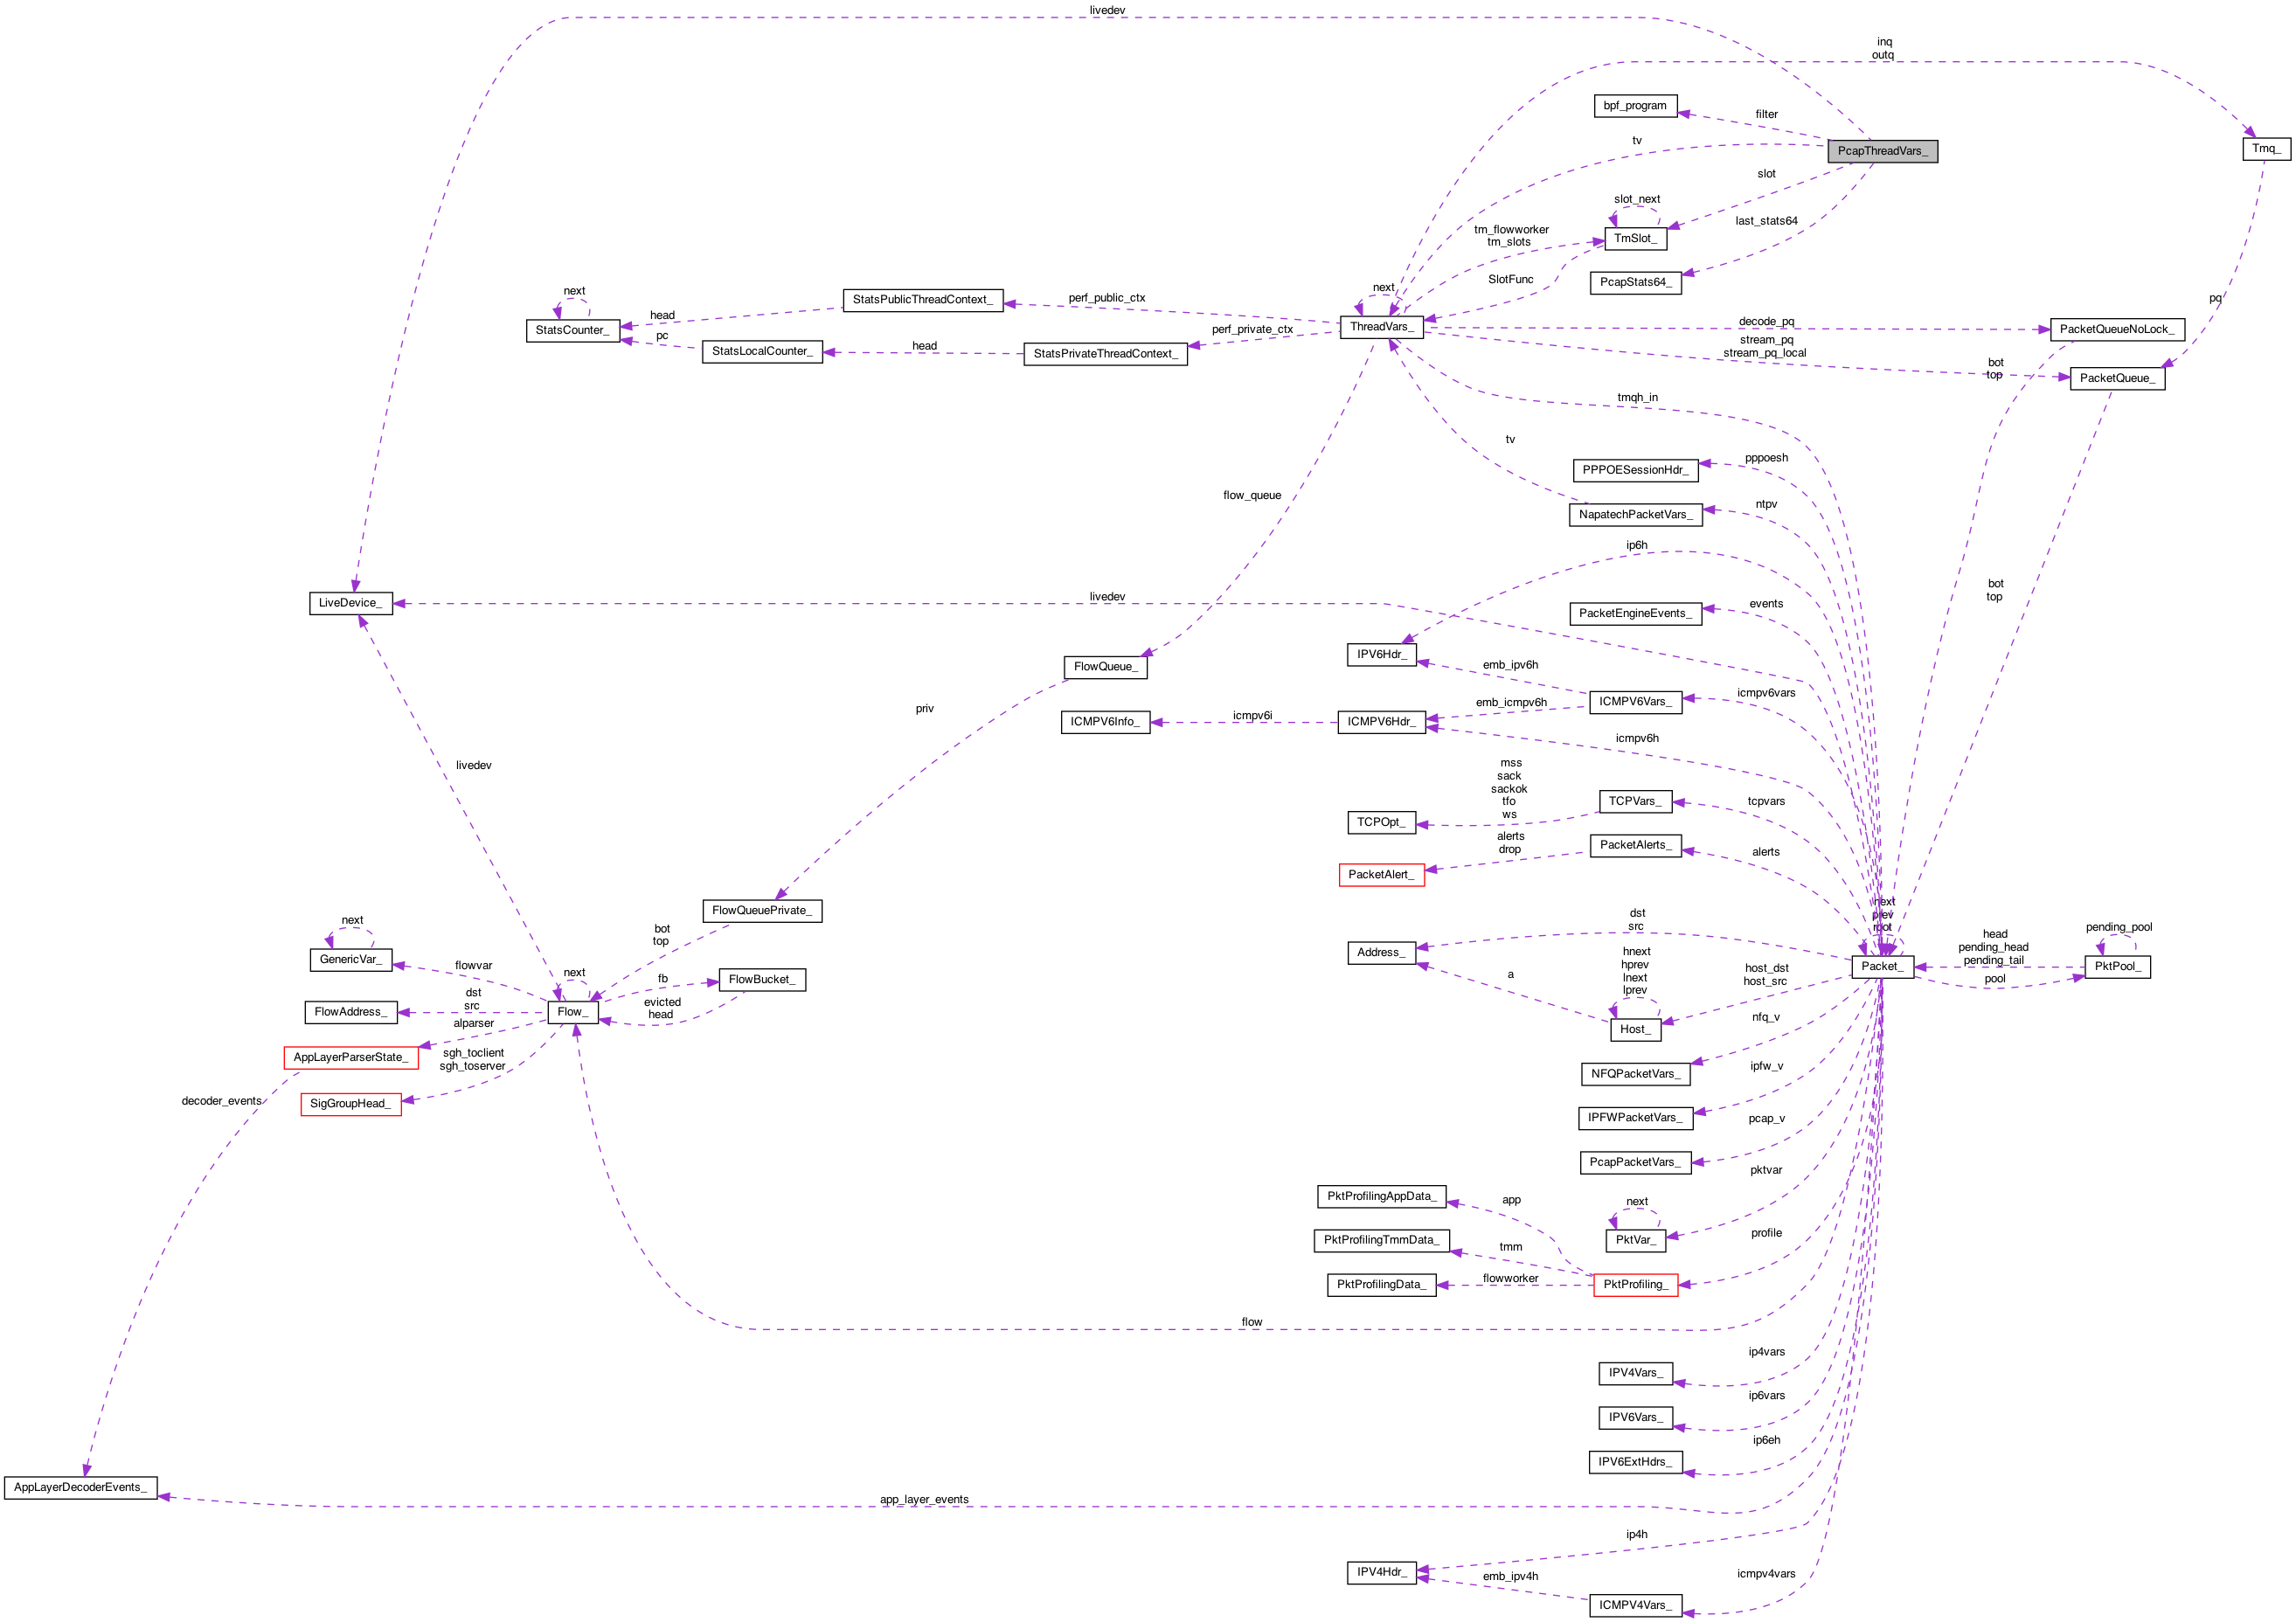 livedev
inq
outq
bpf_program
filter
PcapThreadVars_
Tmq_
tv
slot
slot_next
last_stats64
tm_flowworker
tm_slots
TmSlot_
SlotFunc
PcapStats64_
pq
next
StatsPublicThreadContext_
perf_public_ctx
next
head
StatsCounter_
ThreadVars_
decode_pq
PacketQueueNoLock_
pc
StatsLocalCounter_
head
StatsPrivateThreadContext_
perf_private_ctx
stream_pq
stream_pq_local
bot
top
PacketQueue_
tmqh_in
tv
PPPOESessionHdr_
pppoesh
flow_queue
NapatechPacketVars_
ntpv
ip6h
LiveDevice_
livedev
PacketEngineEvents_
events
bot
top
IPV6Hdr_
FlowQueue_
emb_ipv6h
ICMPV6Vars_
icmpv6vars
priv
ICMPV6Info_
icmpv6i
ICMPV6Hdr_
emb_icmpv6h
icmpv6h
livedev
mss
sack
sackok
tfo
ws
TCPOpt_
TCPVars_
tcpvars
alerts
drop
PacketAlerts_
alerts
PacketAlert_
FlowQueuePrivate_
next
GenericVar_
flowvar
bot
top
dst
src
Address_
next
prev
root
Packet_
head
pending_head
pending_tail
pool
pending_pool
PktPool_
next
fb
FlowBucket_
a
hnext
hprev
lnext
lprev
host_dst
host_src
FlowAddress_
dst
src
Flow_
evicted
head
Host_
nfq_v
alparser
AppLayerParserState_
sgh_toclient
sgh_toserver
NFQPacketVars_
ipfw_v
decoder_events
SigGroupHead_
IPFWPacketVars_
pcap_v
PcapPacketVars_
pktvar
PktProfilingAppData_
app
next
PktVar_
profile
PktProfilingTmmData_
tmm
PktProfilingData_
flowworker
PktProfiling_
flow
ip4vars
IPV4Vars_
ip6vars
IPV6Vars_
ip6eh
IPV6ExtHdrs_
AppLayerDecoderEvents_
app_layer_events
ip4h
IPV4Hdr_
emb_ipv4h
icmpv4vars
ICMPV4Vars_